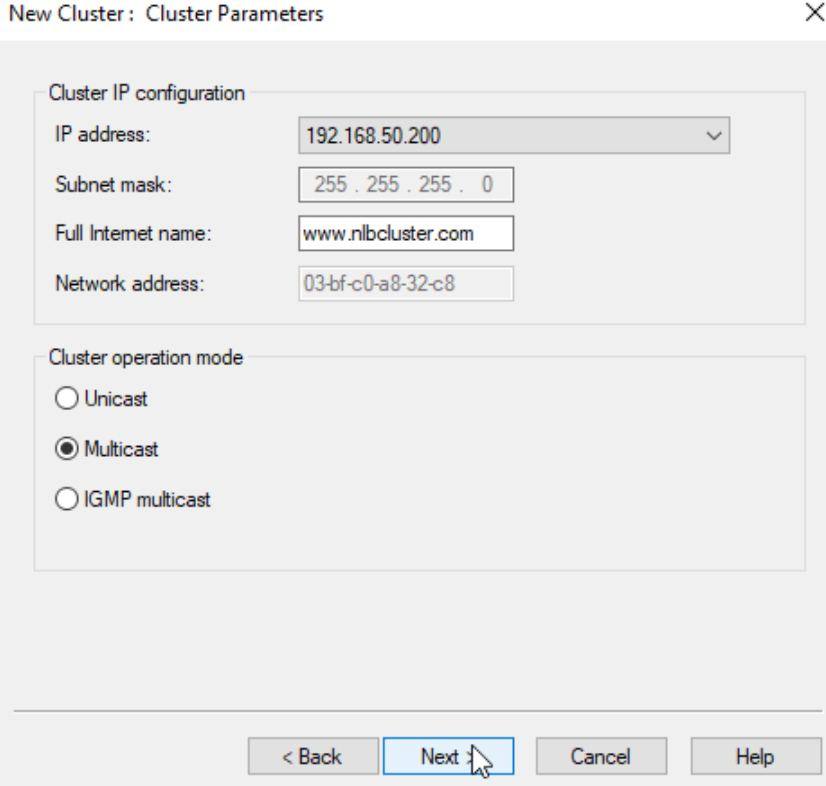 New Cluster : Cluster Parameters
Cluster IP configuration
IP address: 192.168.50.200
Subnet mask: 255 . 255 . 255 . 0
Full Internet name: www.nlbcluster.com
Network address: 03-bf-c0-a8-32-c8
Cluster operation mode
Unicast
Multicast
IGMP multicast
< Back Next > Cancel Help